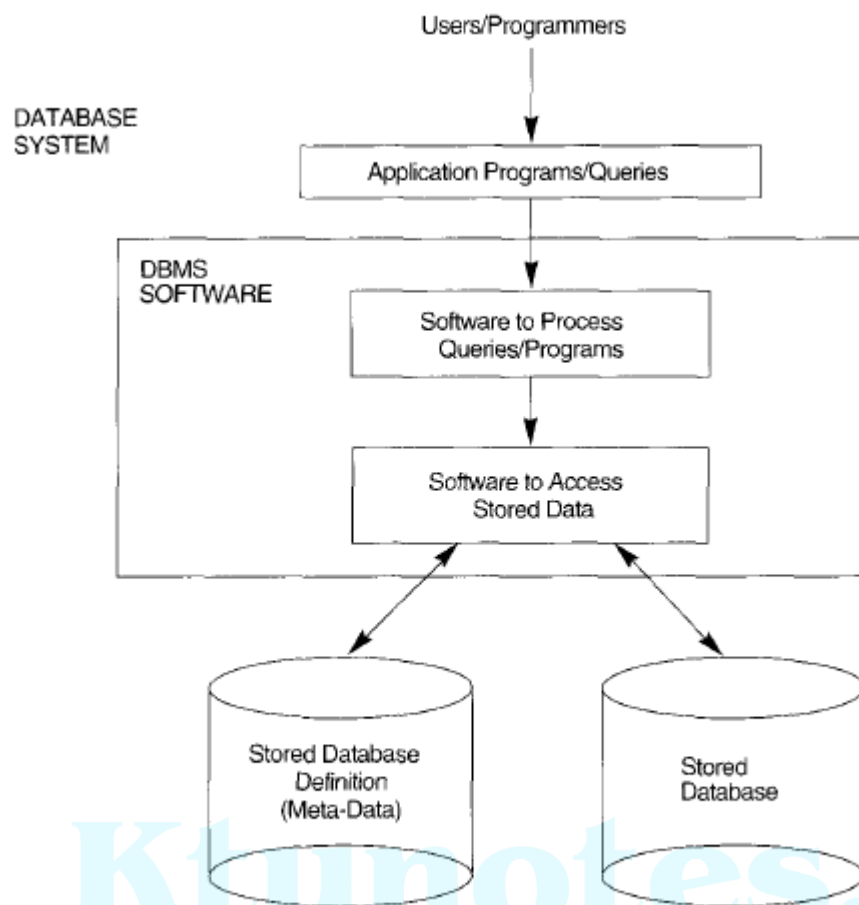 Users/Programmers
DATABASE
SYSTEM
Application Programs/Queries
DBMS
SOFTWARE
Software to Process
Queries/Programs
Software to Access
Stored Data
Stored Database
Definition
(Meta-Data)
Stored
Database
Ktunotes.